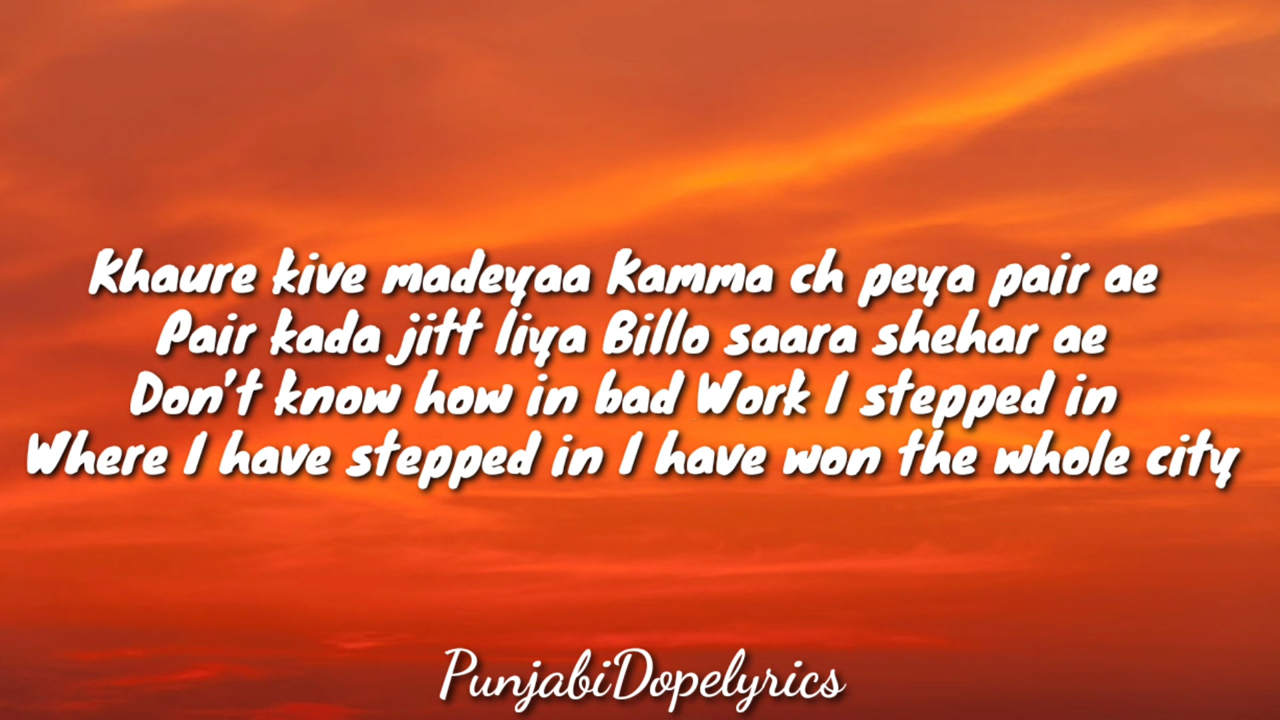 Khaure kive madeyaa Kamma ch peya pair ae
Pair kada jitt liya Billo saara shehar ae
Don't know how in bad Work I stepped in
Where I have stepped in I have won the whole city
PunjabiDopelyrics